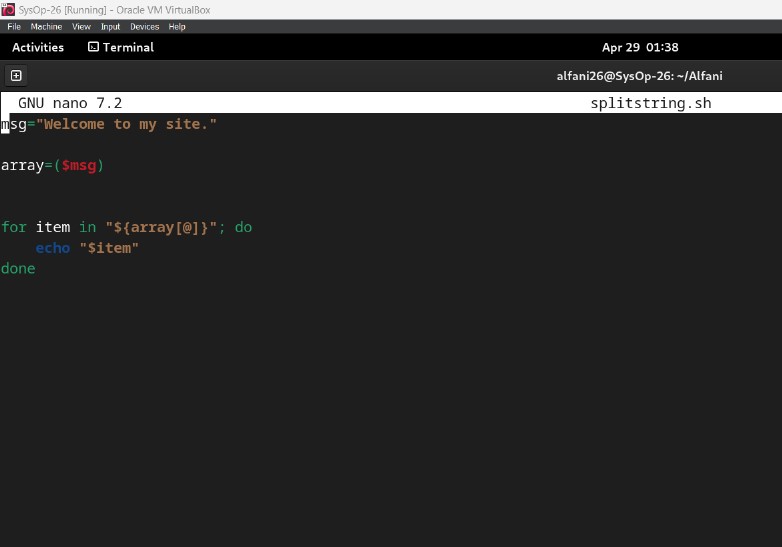 SysOp-26 [Running] - Oracle VM VirtualBox
File Machine View Input Devices Help
Activities Terminal Apr 29 01:38
alfani26@SysOp-26: ~/Alfani
GNU nano 7.2 splitstring.sh
msg="Welcome to my site."
array=($msg)
for item in "${array[@]}"; do
    echo "$item"
done